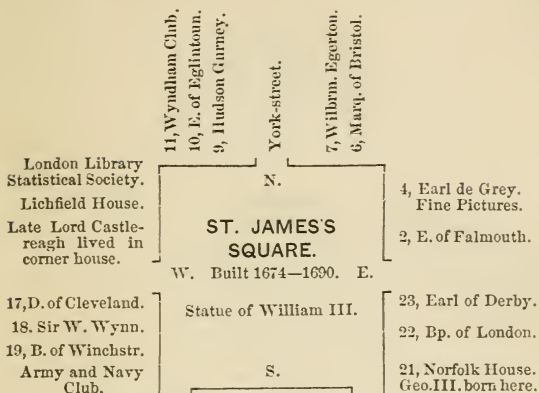 11, Wyndham Club.
10, E. of Eglintoun.
9, Hudson Gurney.
York-street.
7, Wilbrm. Egerton.
6, Marq. of Bristol.
London Library
Statistical Society.
Lichfield House.
Late Lord Castle-
reagh lived in
corner house.
N.
ST. JAMES'S
SQUARE.
W. Built 1674—1690. E.
4, Earl de Grey.
Fine Pictures.
2, E. of Falmouth.
17, D. of Cleveland.
18. Sir W. Wynn.
19, B. of Winchstr.
Army and Navy
Club.
Statue of William III.
S.
23, Earl of Derby.
22, Bp. of London.
21, Norfolk House.
Geo. III. born here.